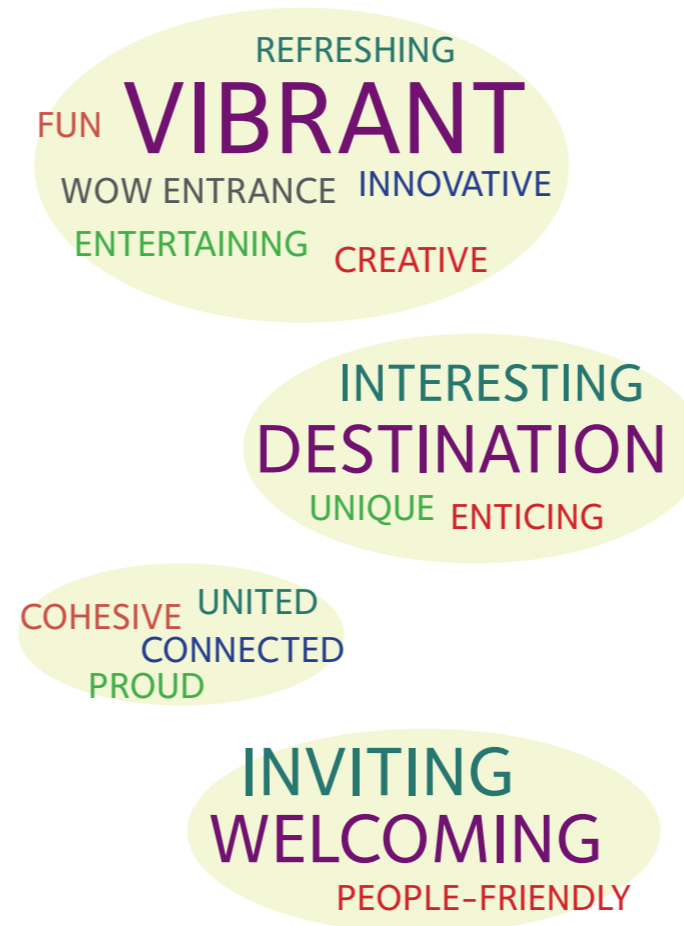 REFRESHING
FUN VIBRANT
WOW ENTRANCE INNOVATIVE
ENTERTAINING CREATIVE
INTERESTING
DESTINATION
UNIQUE ENTICING
COHESIVE UNITED
CONNECTED
PROUD
INVITING
WELCOMING
PEOPLE-FRIENDLY